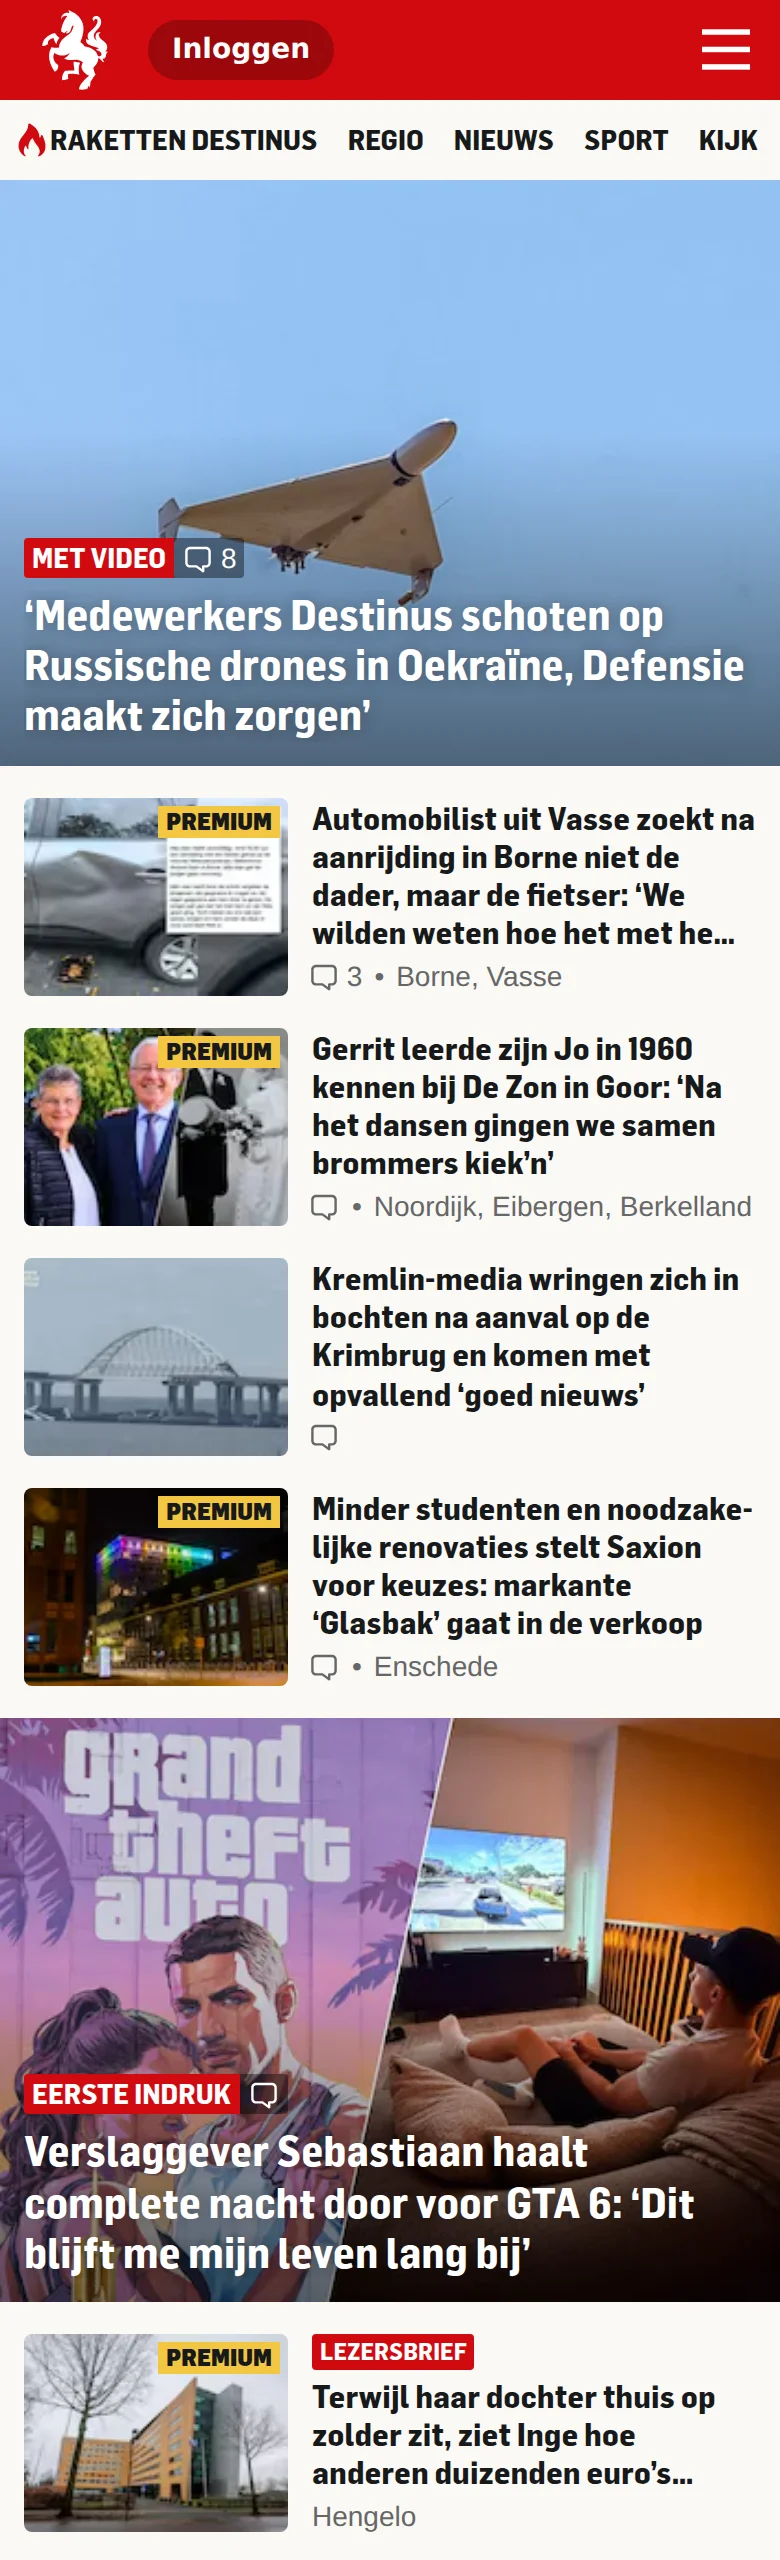 Inloggen
RAKETTEN DESTINUS REGIO NIEUWS SPORT KIJK
MET VIDEO 8
‘Medewerkers Destinus schoten op
Russische drones in Oekraïne, Defensie
maakt zich zorgen’
PREMIUM
Automobilist uit Vasse zoekt na
aanrijding in Borne niet de
dader, maar de fietser: ‘We
wilden weten hoe het met he...
3 • Borne, Vasse
PREMIUM
Gerrit leerde zijn Jo in 1960
kennen bij De Zon in Goor: ‘Na
het dansen gingen we samen
brommers kiek’n’
• Noordijk, Eibergen, Berkelland
Kremlin-media wringen zich in
bochten na aanval op de
Krimbrug en komen met
opvallend ‘goed nieuws’
PREMIUM
Minder studenten en noodzake-
lijke renovaties stelt Saxion
voor keuzes: markante
‘Glasbak’ gaat in de verkoop
• Enschede
grand
theft
auto
EERSTE INDRUK
Verslaggever Sebastiaan haalt
complete nacht door voor GTA 6: ‘Dit
blijft me mijn leven lang bij’
PREMIUM
LEZERSBRIEF
Terwijl haar dochter thuis op
zolder zit, ziet Inge hoe
anderen duizenden euro’s...
Hengelo